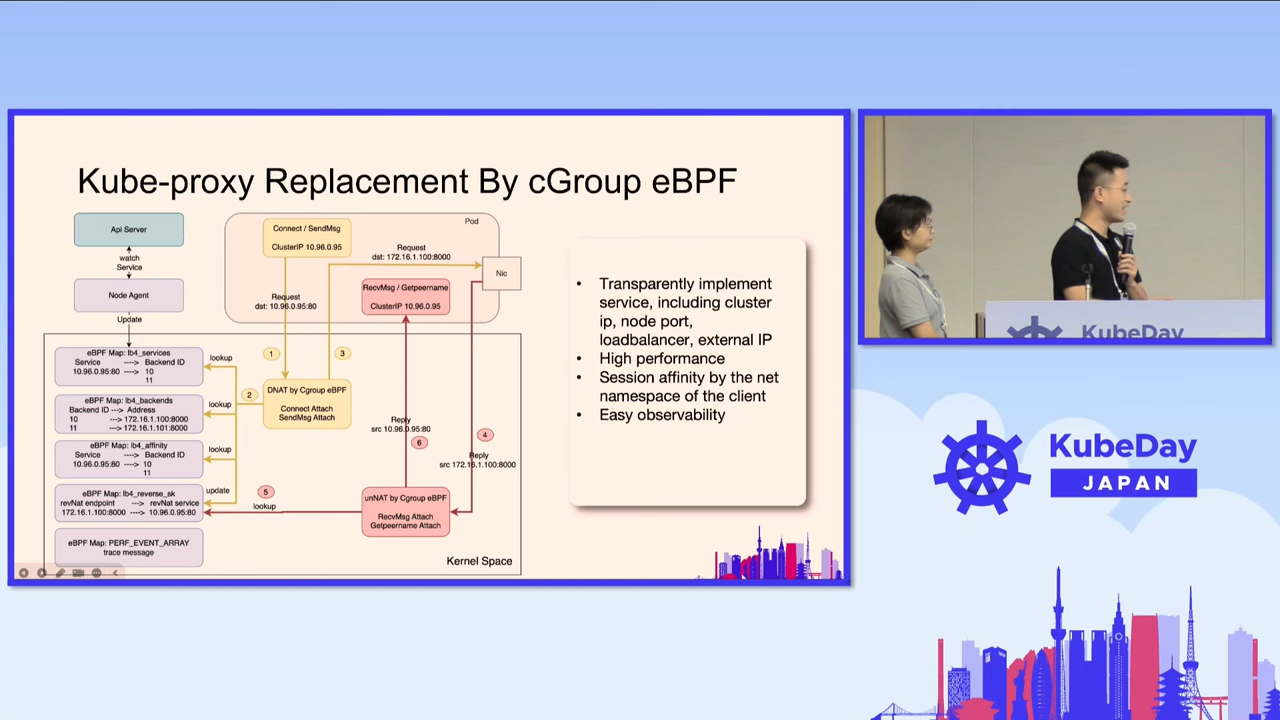 Kube-proxy Replacement By cGroup eBPF
Api Server
watch
Service
Node Agent
Update
Pod
Connect / SendMsg
ClusterIP 10.96.0.95
Request
dst: 172.16.1.100:8000
Nic
RecvMsg / Getpeername
ClusterIP 10.96.0.95
Request
dst: 10.96.0.95:80
eBPF Map: lb4_services
Service ----> Backend ID
10.96.0.95:80 ----> 10
11
lookup
1
3
2
DNAT by Cgroup eBPF
Connect Attach
SendMsg Attach
eBPF Map: lb4_backends
Backend ID ---> Address
10 ---> 172.16.1.100:8000
11 ----> 172.16.1.101:8000
lookup
eBPF Map: lb4_affinity
Service ----> Backend ID
10.96.0.95:80 ----> 10
11
lookup
Reply
src 10.96.0.95:80
6
4
Reply
src 172.16.1.100:8000
eBPF Map: lb4_reverse_sk
revNat endpoint ---> revNat service
172.16.1.100:8000 ----> 10.96.0.95:80
update
5
lookup
unNAT by Cgroup eBPF
RecvMsg Attach
Getpeername Attach
eBPF Map: PERF_EVENT_ARRAY
trace message
Kernel Space
• Transparently implement
service, including cluster
ip, node port,
loadbalancer, external IP
• High performance
• Session affinity by the net
namespace of the client
• Easy observability
KubeDay
KubeDay
JAPAN